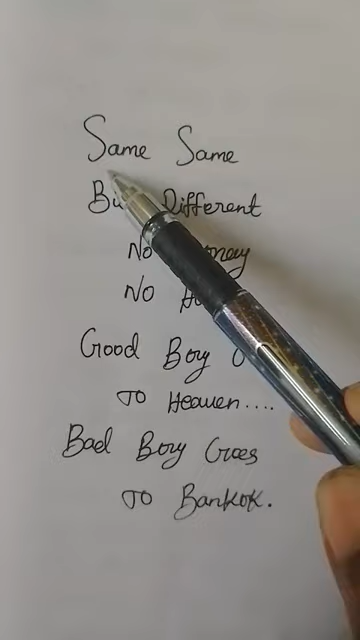 Same Same
Different
No
No
Good Boy
To Heaven....
Bad Boy Goes
To Bankok.